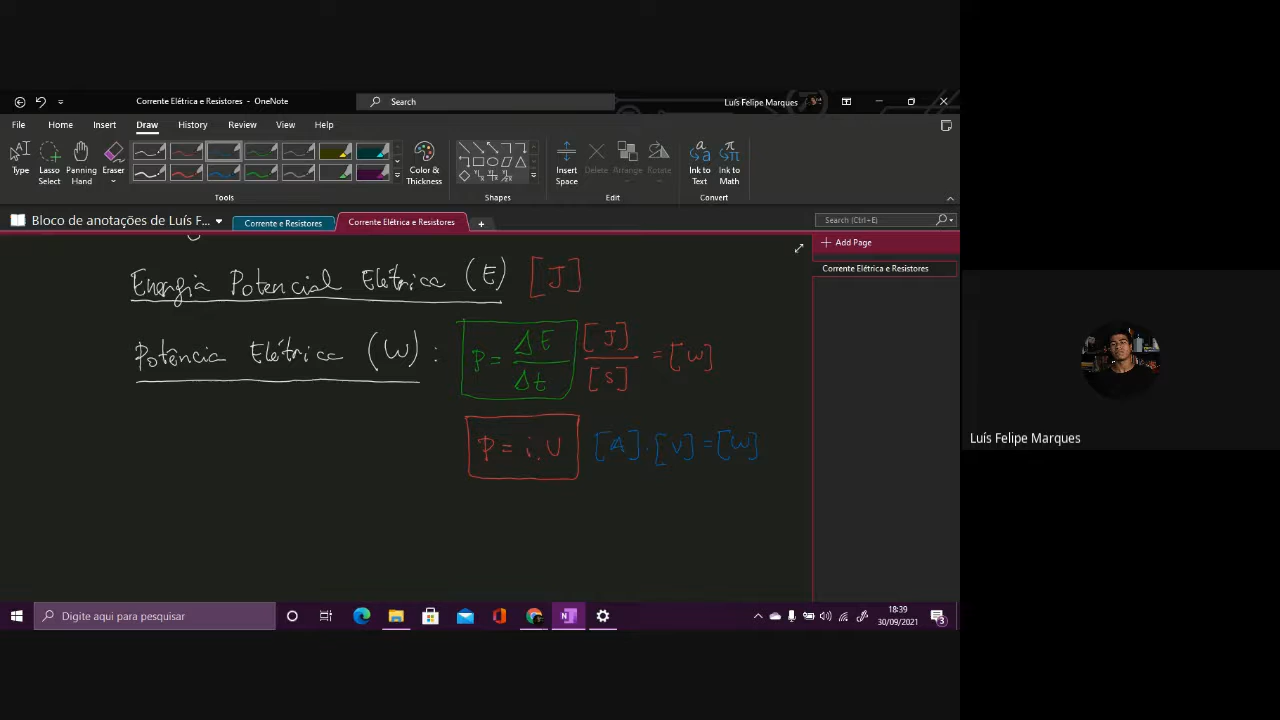 Corrente Elétrica e Resistores - OneNote
Search
Luís Felipe Marques
File Home Insert Draw History Review View Help
Type
Lasso Select
Panning Hand
Eraser
Color & Thickness
Insert Space
Delete
Arrange
Rotate
Ink to Text
Ink to Math
Tools
Shapes
Edit
Convert
Bloco de anotações de Luís F...
Corrente e Resistores
Corrente Elétrica e Resistores
Search (Ctrl+E)
Add Page
Corrente Elétrica e Resistores
Energia Potencial Elétrica (E) [J]
Potência Elétrica (W): P = ΔE/Δt [J]/[s] = [W]
P = i.U [A].[V] = [W]
Luís Felipe Marques
Digite aqui para pesquisar
18:39
30/09/2021
3